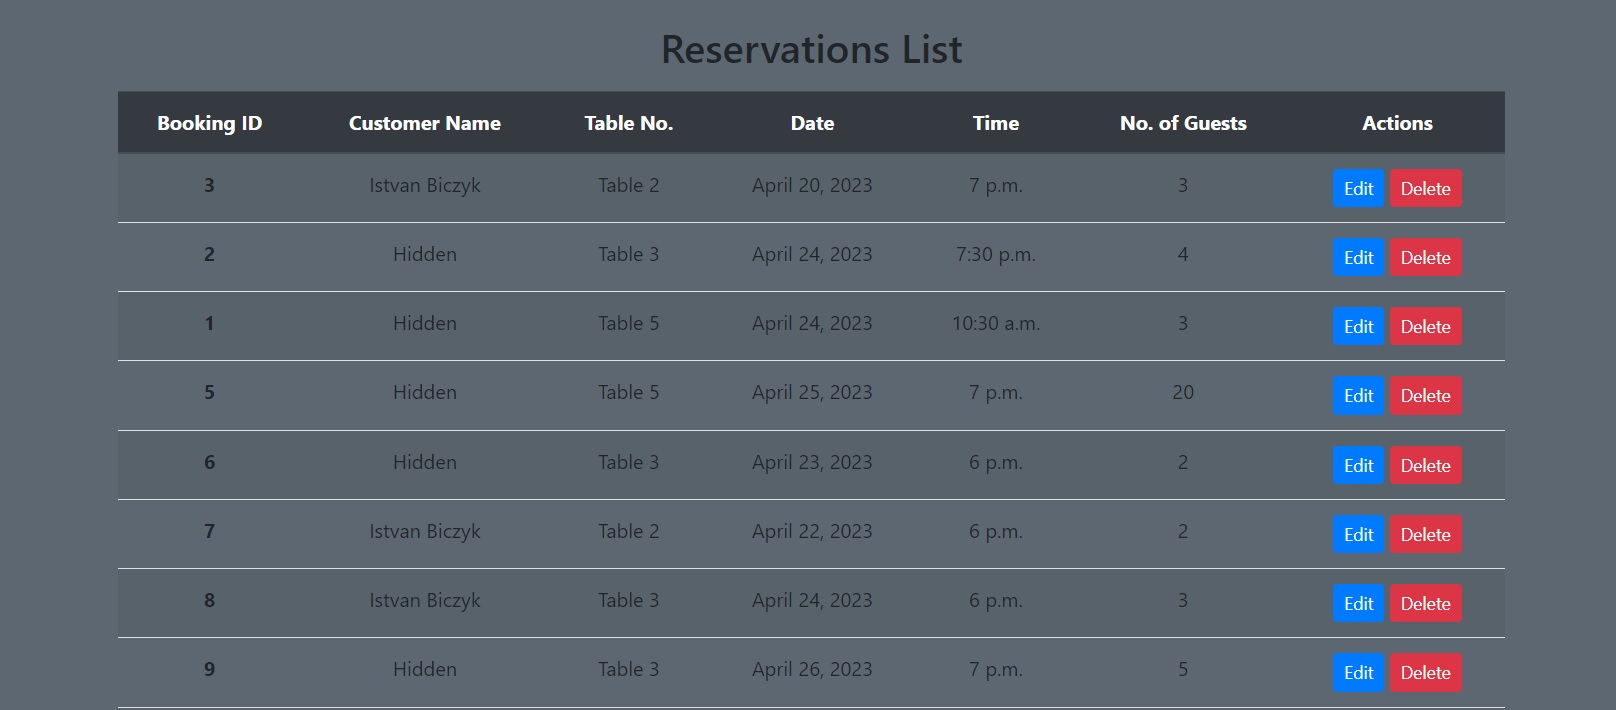 Reservations List
Booking ID Customer Name Table No. Date Time No. of Guests Actions
3 Istvan Biczyk Table 2 April 20, 2023 7 p.m. 3 Edit Delete
2 Hidden Table 3 April 24, 2023 7:30 p.m. 4 Edit Delete
1 Hidden Table 5 April 24, 2023 10:30 a.m. 3 Edit Delete
5 Hidden Table 5 April 25, 2023 7 p.m. 20 Edit Delete
6 Hidden Table 3 April 23, 2023 6 p.m. 2 Edit Delete
7 Istvan Biczyk Table 2 April 22, 2023 6 p.m. 2 Edit Delete
8 Istvan Biczyk Table 3 April 24, 2023 6 p.m. 3 Edit Delete
9 Hidden Table 3 April 26, 2023 7 p.m. 5 Edit Delete